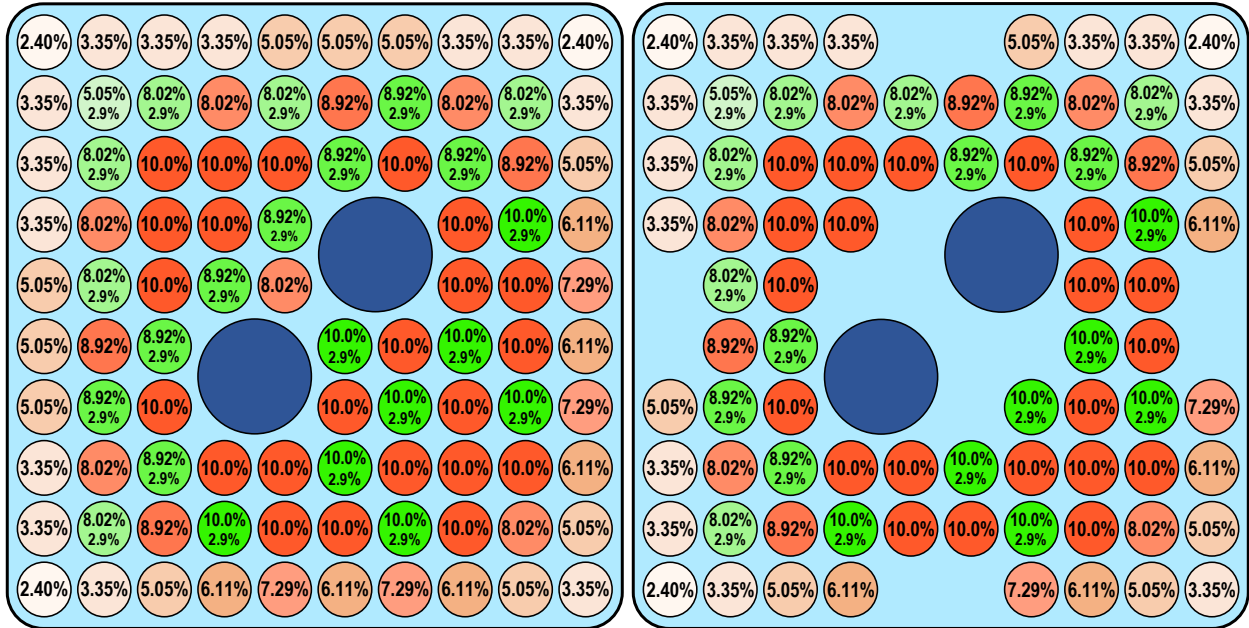 2.40% 3.35% 3.35% 3.35% 5.05% 5.05% 5.05% 3.35% 3.35% 2.40%
3.35% 5.05% 8.02% 8.02% 8.02% 8.92% 8.92% 8.02% 8.02% 3.35%
2.9% 2.9% 2.9% 2.9% 2.9%
3.35% 8.02% 10.0% 10.0% 10.0% 8.92% 10.0% 8.92% 8.92% 5.05%
2.9% 2.9% 2.9%
3.35% 8.02% 10.0% 10.0% 8.92% 10.0% 10.0% 6.11%
2.9% 2.9%
5.05% 8.02% 10.0% 8.92% 8.02% 10.0% 10.0% 7.29%
2.9% 2.9%
5.05% 8.92% 8.92% 10.0% 10.0% 10.0% 10.0% 6.11%
2.9% 2.9% 2.9%
5.05% 8.92% 10.0% 10.0% 10.0% 10.0% 10.0% 7.29%
2.9% 2.9% 2.9%
3.35% 8.02% 8.92% 10.0% 10.0% 10.0% 10.0% 10.0% 10.0% 6.11%
2.9% 2.9%
3.35% 8.02% 8.92% 10.0% 10.0% 10.0% 10.0% 10.0% 8.02% 5.05%
2.9% 2.9% 2.9%
2.40% 3.35% 5.05% 6.11% 7.29% 6.11% 7.29% 6.11% 5.05% 3.35%
2.40% 3.35% 3.35% 3.35% 5.05% 3.35% 3.35% 2.40%
3.35% 5.05% 8.02% 8.02% 8.02% 8.92% 8.92% 8.02% 8.02% 3.35%
2.9% 2.9% 2.9% 2.9% 2.9%
3.35% 8.02% 10.0% 10.0% 10.0% 8.92% 10.0% 8.92% 8.92% 5.05%
2.9% 2.9% 2.9%
3.35% 8.02% 10.0% 10.0% 10.0% 10.0% 6.11%
2.9%
8.02% 10.0% 10.0% 10.0%
2.9%
8.92% 8.92% 10.0% 10.0%
2.9% 2.9%
5.05% 8.92% 10.0% 10.0% 10.0% 10.0% 7.29%
2.9% 2.9% 2.9%
3.35% 8.02% 8.92% 10.0% 10.0% 10.0% 10.0% 10.0% 10.0% 6.11%
2.9% 2.9%
3.35% 8.02% 8.92% 10.0% 10.0% 10.0% 10.0% 10.0% 8.02% 5.05%
2.9% 2.9% 2.9%
2.40% 3.35% 5.05% 6.11% 7.29% 6.11% 5.05% 3.35%